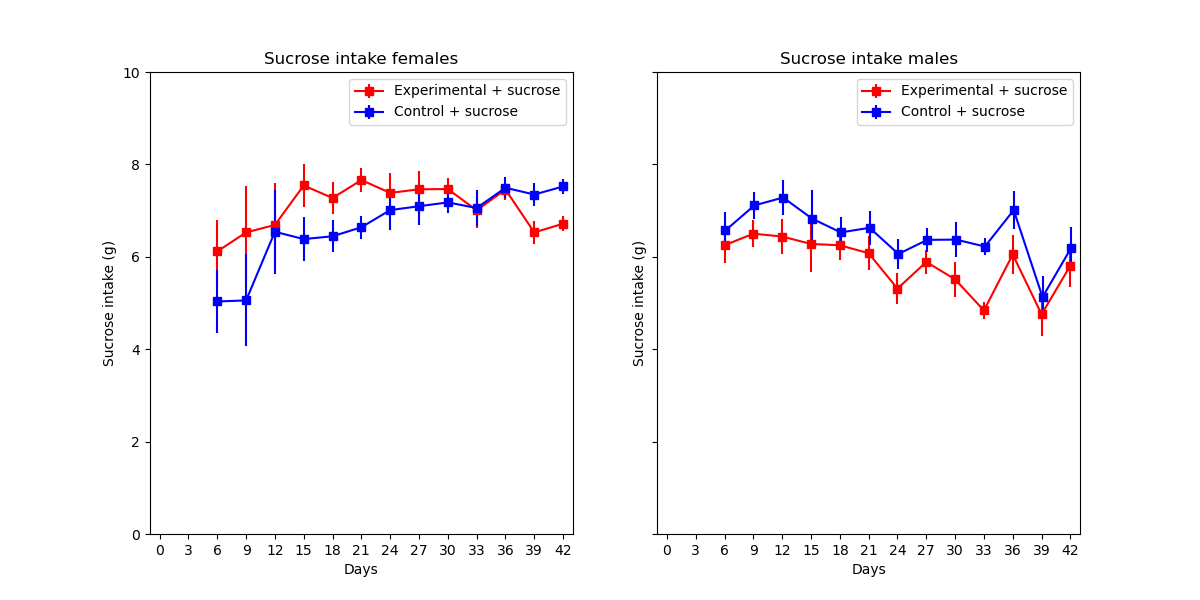 Sucrose intake females
Experimental + sucrose
Control + sucrose
10
8
6
4
2
0
Sucrose intake (g)
0 3 6 9 12 15 18 21 24 27 30 33 36 39 42
Days
Sucrose intake males
Experimental + sucrose
Control + sucrose
Sucrose intake (g)
0 3 6 9 12 15 18 21 24 27 30 33 36 39 42
Days